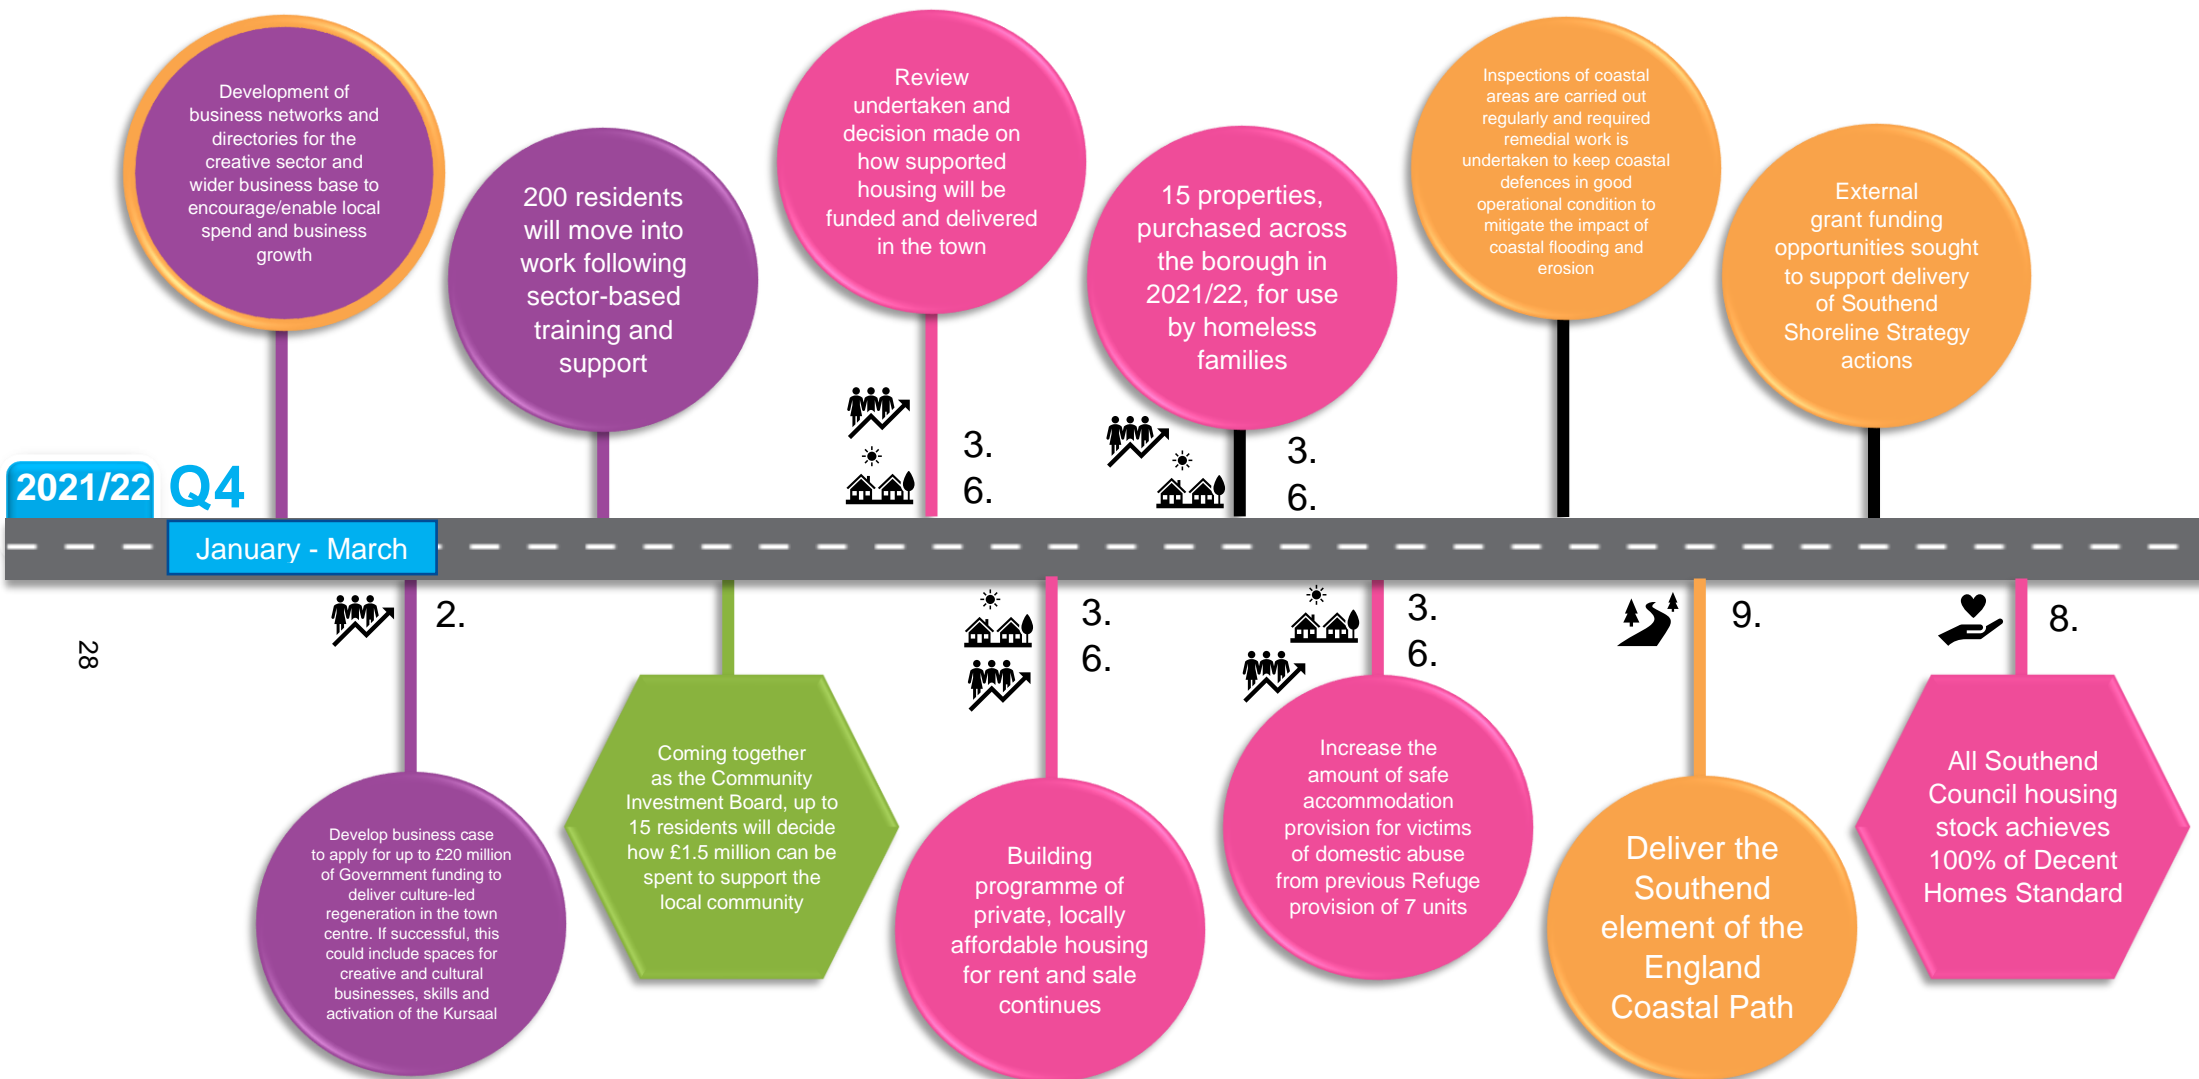 Development of
business networks and
directories for the
creative sector and
wider business base to
encourage/enable local
spend and business
growth
200 residents
will move into
work following
sector-based
training and
support
Review
undertaken and
decision made on
how supported
housing will be
funded and delivered
in the town
3.
6.
15 properties,
purchased across
the borough in
2021/22, for use
by homeless
families
3.
6.
Inspections of coastal
areas are carried out
regularly and required
remedial work is
undertaken to keep coastal
defences in good
operational condition to
mitigate the impact of
coastal flooding and
erosion
External
grant funding
opportunities sought
to support delivery
of Southend
Shoreline Strategy
actions
2021/22 Q4
January - March
28
2.
Develop business case
to apply for up to £20 million
of Government funding to
deliver culture-led
regeneration in the town
centre. If successful, this
could include spaces for
creative and cultural
businesses, skills and
activation of the Kursaal
Coming together
as the Community
Investment Board, up to
15 residents will decide
how £1.5 million can be
spent to support the
local community
3.
6.
Building
programme of
private, locally
affordable housing
for rent and sale
continues
3.
6.
Increase the
amount of safe
accommodation
provision for victims
of domestic abuse
from previous Refuge
provision of 7 units
9.
Deliver the
Southend
element of the
England
Coastal Path
8.
All Southend
Council housing
stock achieves
100% of Decent
Homes Standard